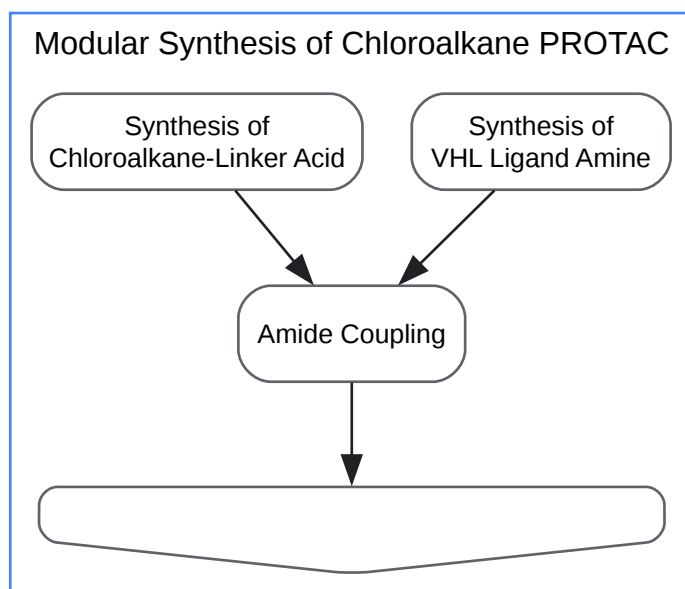 Modular Synthesis of Chloroalkane PROTAC
Synthesis of
Chloroalkane-Linker Acid
Synthesis of
VHL Ligand Amine
Amide Coupling